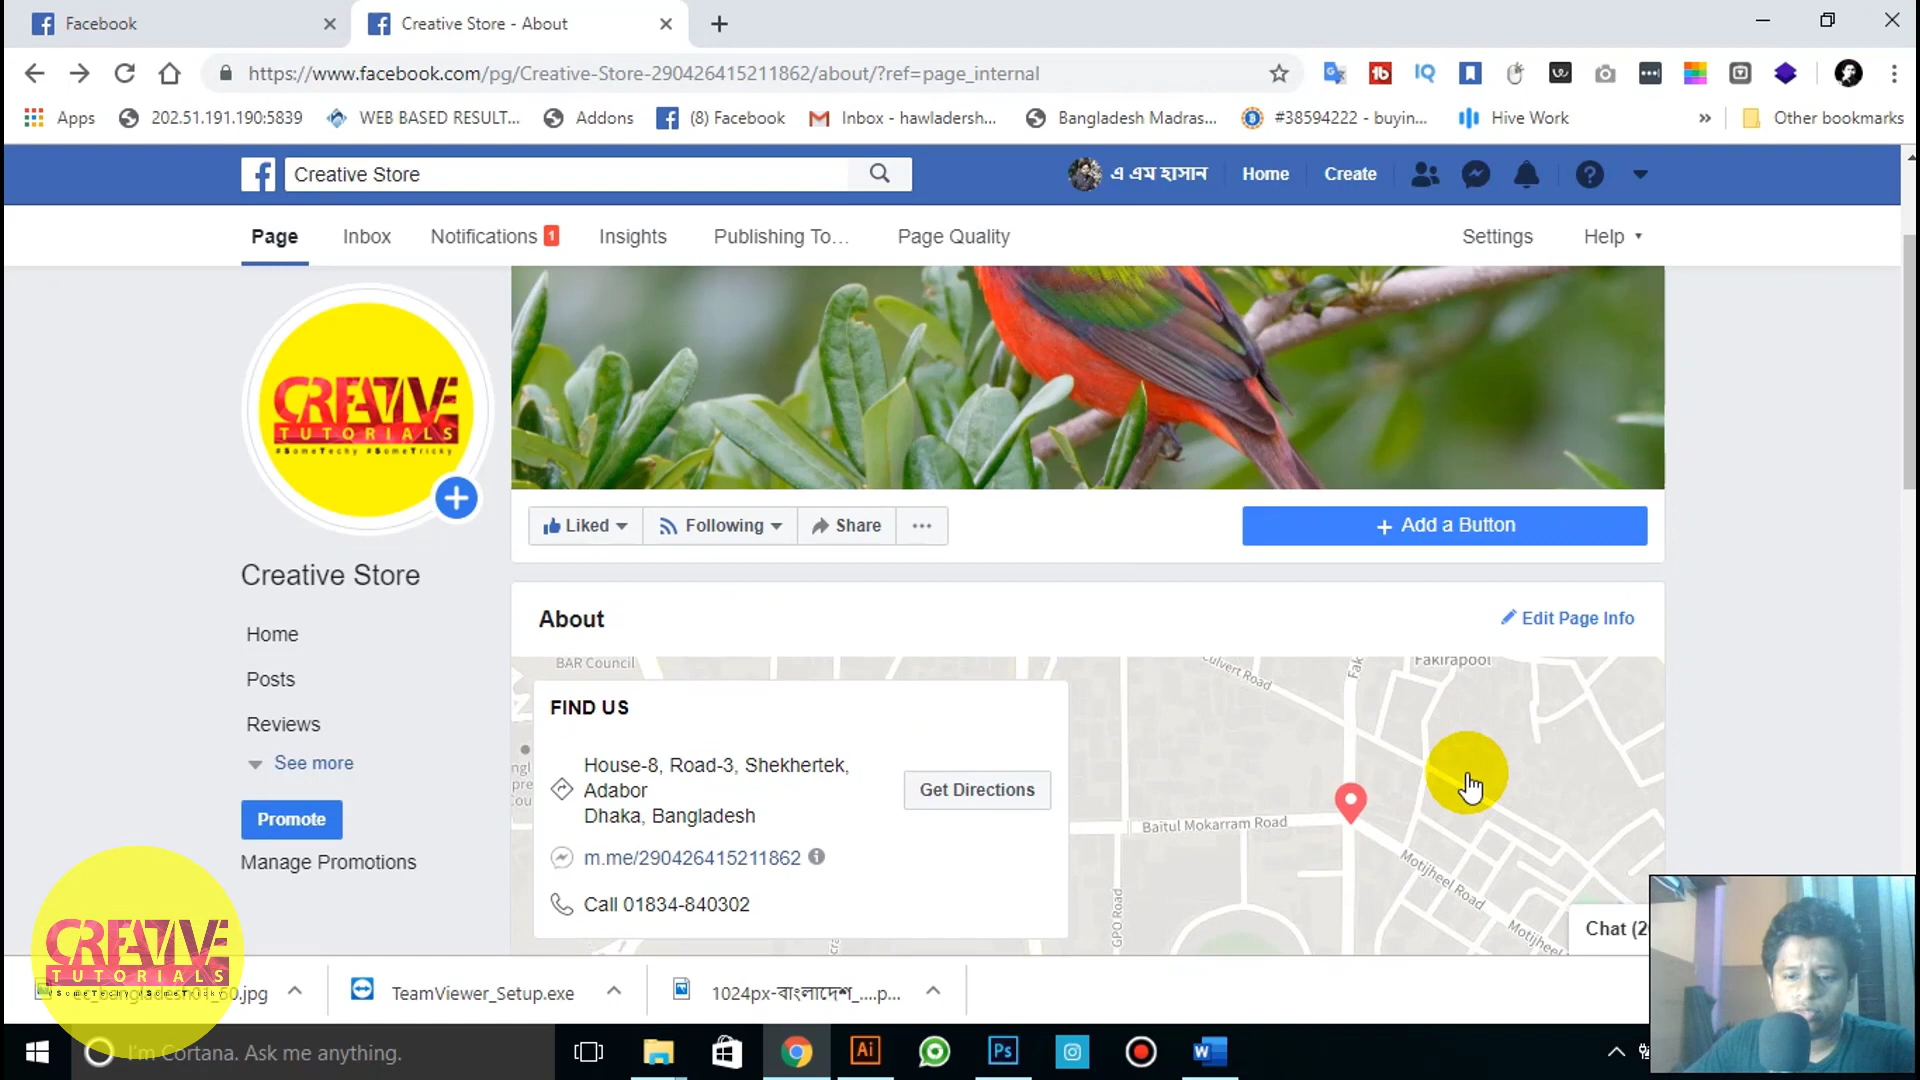 Facebook
Creative Store - About
https://www.facebook.com/pg/Creative-Store-290426415211862/about/?ref=page_internal
Apps
202.51.191.190:5839
WEB BASED RESULT...
Addons
(8) Facebook
Inbox - hawladersh...
Bangladesh Madras...
#38594222 - buyin...
Hive Work
Other bookmarks
Creative Store
এ এম হাসান
Home
Create
Page
Inbox
Notifications 1
Insights
Publishing To...
Page Quality
Settings
Help
CREATIVE
TUTORIALS
#SomeTechy #SomeTricky
Liked
Following
Share
+ Add a Button
Creative Store
Home
Posts
Reviews
See more
Promote
Manage Promotions
About
Edit Page Info
BAR Council
Culvert Road
Fakirapool
FIND US
House-8, Road-3, Shekhertek,
Adabor
Dhaka, Bangladesh
Get Directions
m.me/290426415211862
Call 01834-840302
Baitul Mokarram Road
Motijheel Road
GPO Road
Chat (2
CREATIVE
TUTORIALS
TeamViewer_Setup.exe
1024px-বাংলাদেশ_....p...
I'm Cortana. Ask me anything.
Ai
Ps
W